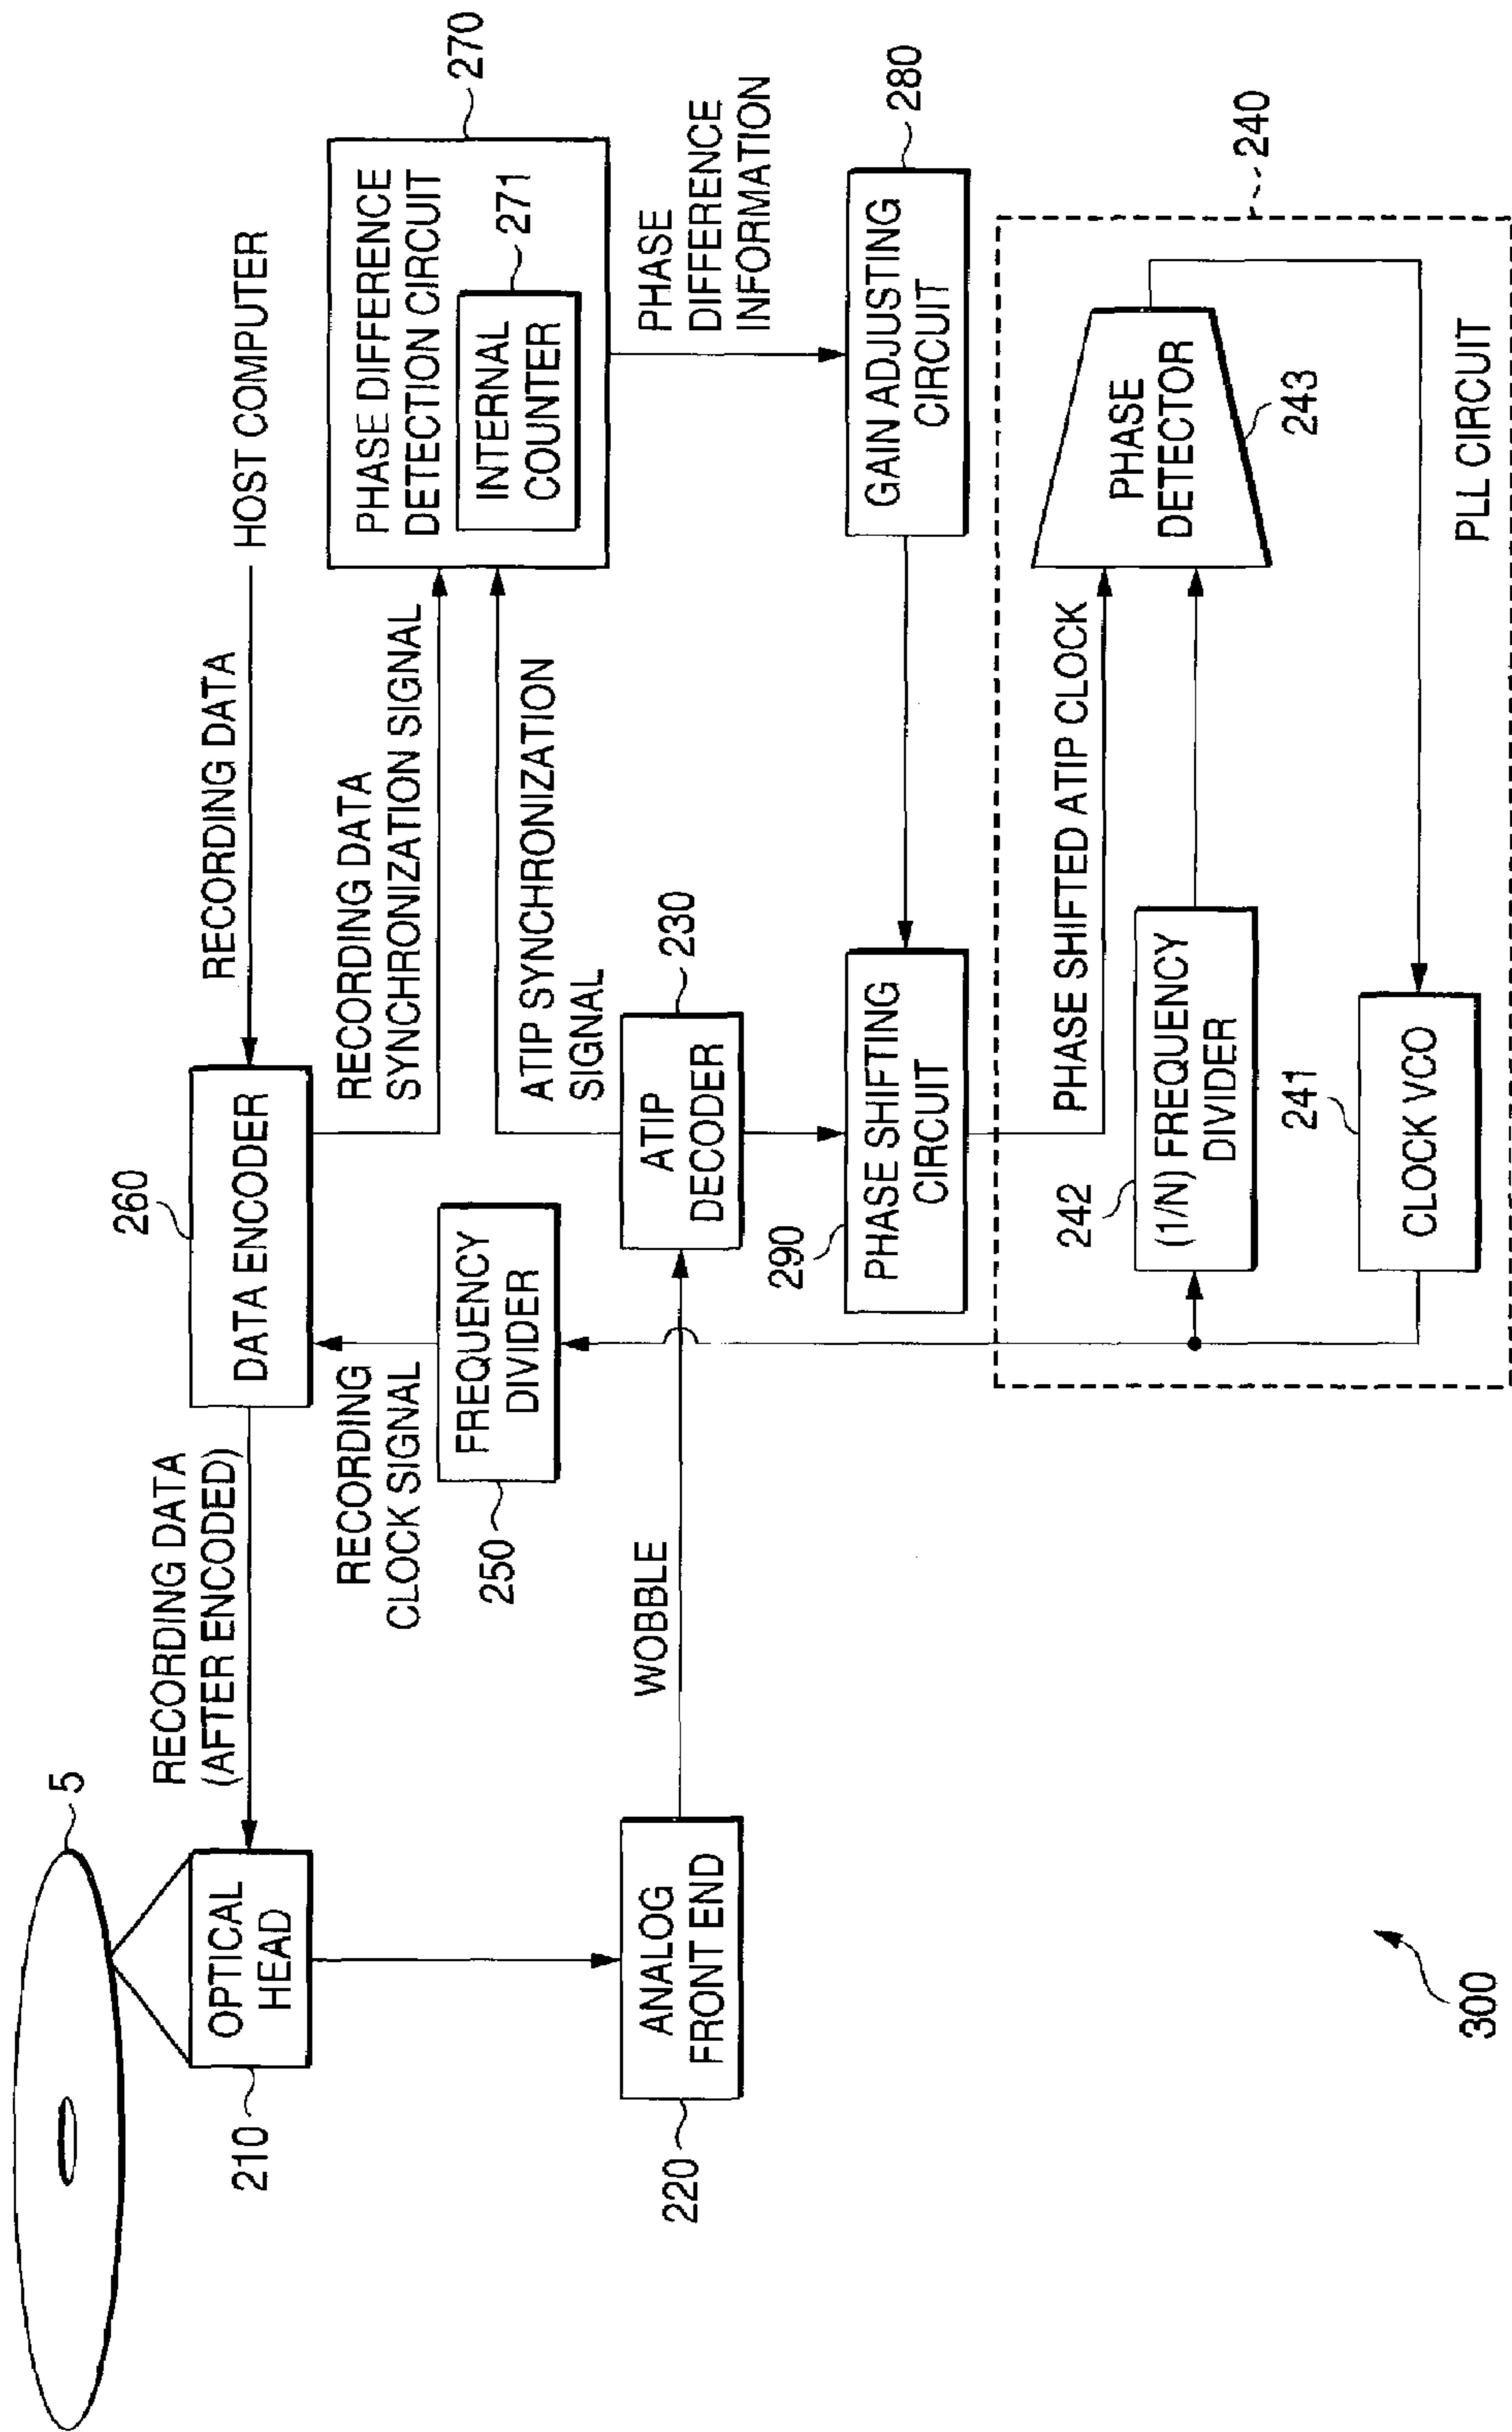 5
OPTICAL
HEAD
210
RECORDING DATA
(AFTER ENCODED)
260
DATA ENCODER
RECORDING DATA
HOST COMPUTER
RECORDING
CLOCK SIGNAL
RECORDING DATA
SYNCHRONIZATION SIGNAL
PHASE DIFFERENCE
DETECTION CIRCUIT
270
INTERNAL
COUNTER
271
FREQUENCY
DIVIDER
250
ATIP SYNCHRONIZATION
SIGNAL
ANALOG
FRONT END
220
WOBBLE
ATIP
DECODER
230
PHASE
DIFFERENCE
INFORMATION
290
PHASE SHIFTING
CIRCUIT
GAIN ADJUSTING
CIRCUIT
280
PHASE SHIFTED ATIP CLOCK
PHASE
DETECTOR
243
240
242
(1/N) FREQUENCY
DIVIDER
241
CLOCK VCO
PLL CIRCUIT
300